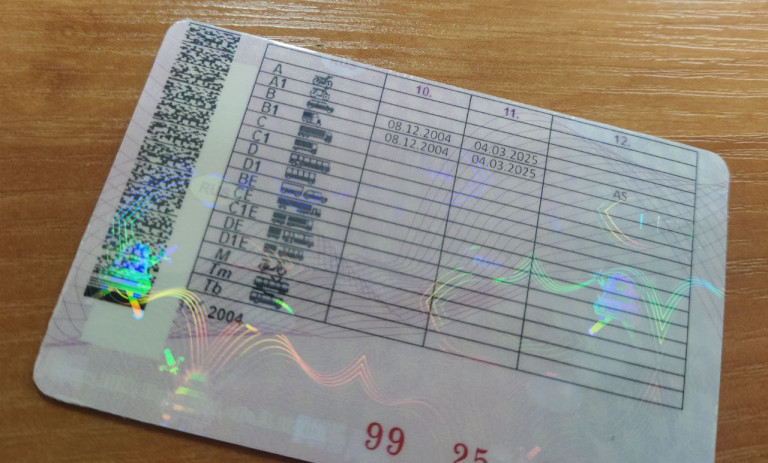 10. 11. 12.
A
A1
B 08.12.2004 04.03.2025
B1 08.12.2004 04.03.2025 AS
C
C1
D
D1
BE
CE
C1E
DE
D1E
M
Tm
Tb
2004
99 25